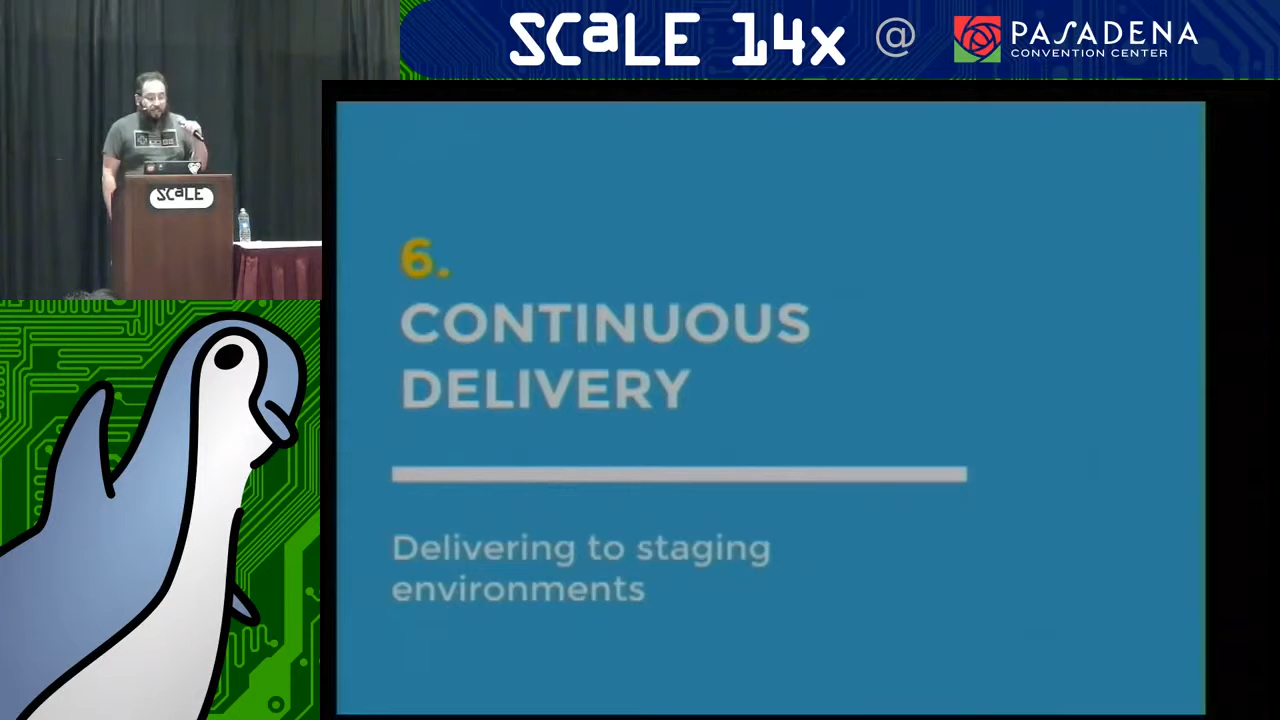 SCaLE 14x @ PASADENA
CONVENTION CENTER
SCaLE
6.
CONTINUOUS
DELIVERY
Delivering to staging
environments